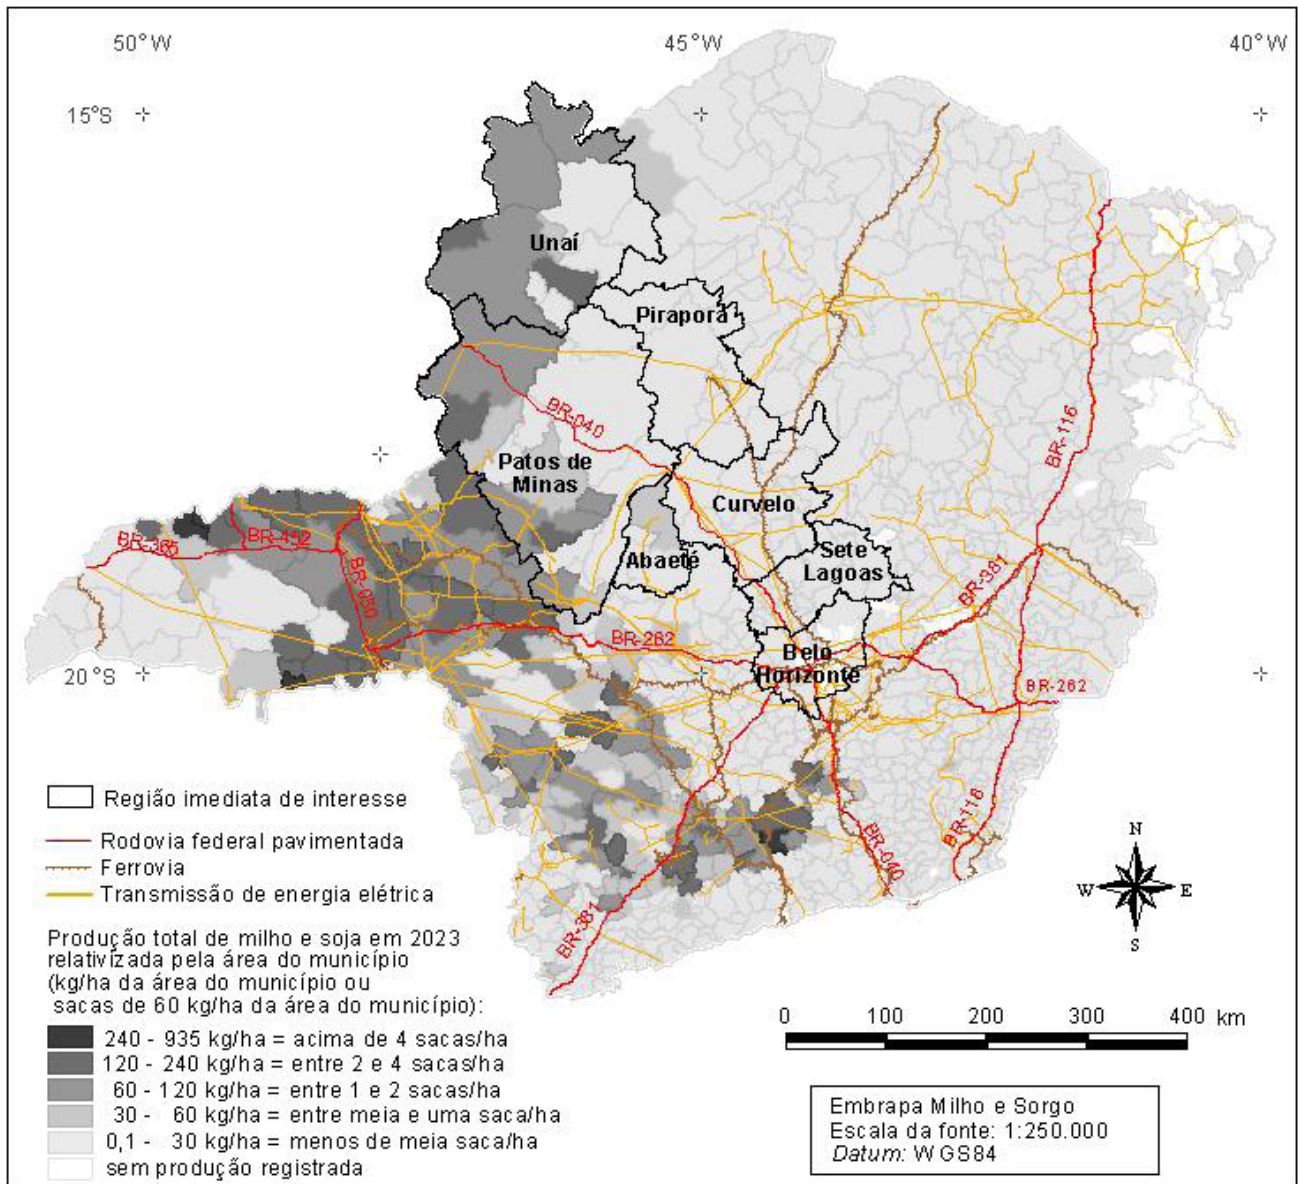 50°W 45°W 40°W
15°S
Unaí
Pirapora
BR-040
BR-116
Patos de
Minas
Curvelo
BR-365 BR-452
Abaeté
Sete
Lagoas
BR-381
BR-262
Belo
Horizonte
20°S
BR-262
Região imediata de interesse
Rodovia federal pavimentada
Ferrovia
Transmissão de energia elétrica
BR-116
BR-040
BR-381
N
W E
S
Produção total de milho e soja em 2023
relativizada pela área do município
(kg/ha da área do município ou
sacas de 60 kg/ha da área do município):
240 - 935 kg/ha = acima de 4 sacas/ha
120 - 240 kg/ha = entre 2 e 4 sacas/ha
60 - 120 kg/ha = entre 1 e 2 sacas/ha
30 - 60 kg/ha = entre meia e uma saca/ha
0,1 - 30 kg/ha = menos de meia saca/ha
sem produção registrada
0 100 200 300 400 km
Embrapa Milho e Sorgo
Escala da fonte: 1:250.000
Datum: WGS84